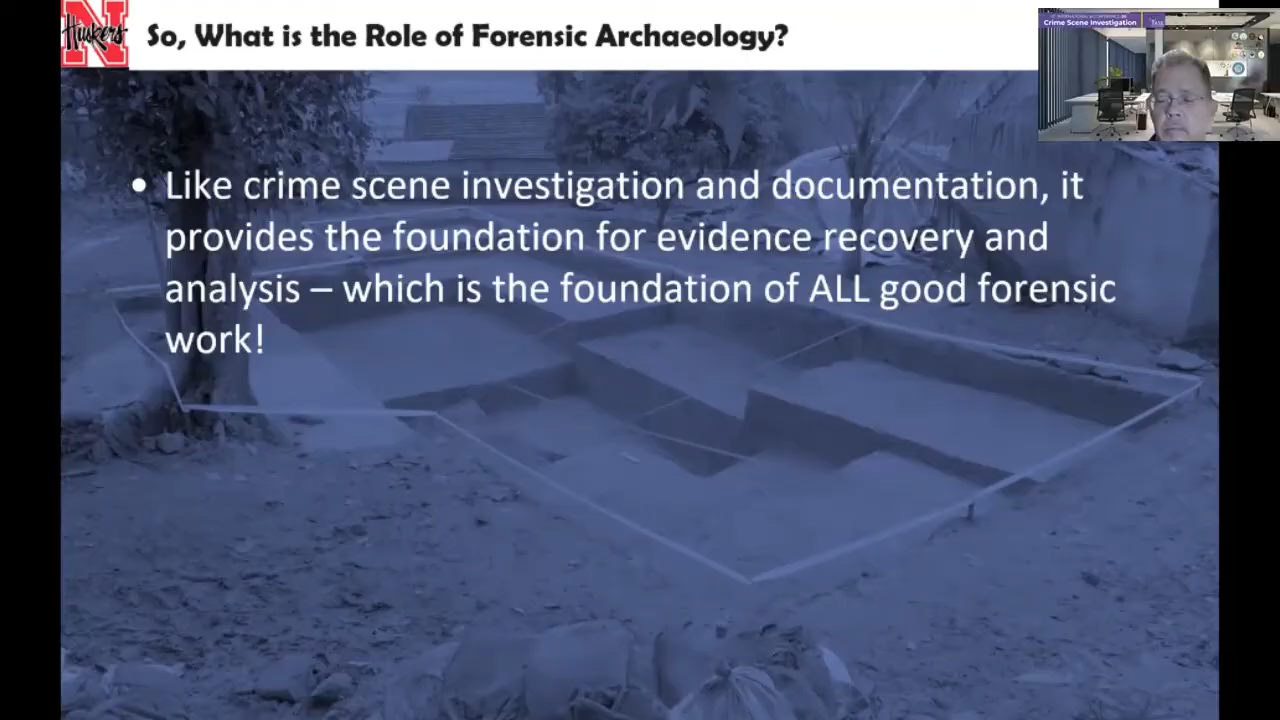 Huskers
N
So, What is the Role of Forensic Archaeology?
Crime Scene Investigation
• Like crime scene investigation and documentation, it
provides the foundation for evidence recovery and
analysis – which is the foundation of ALL good forensic
work!